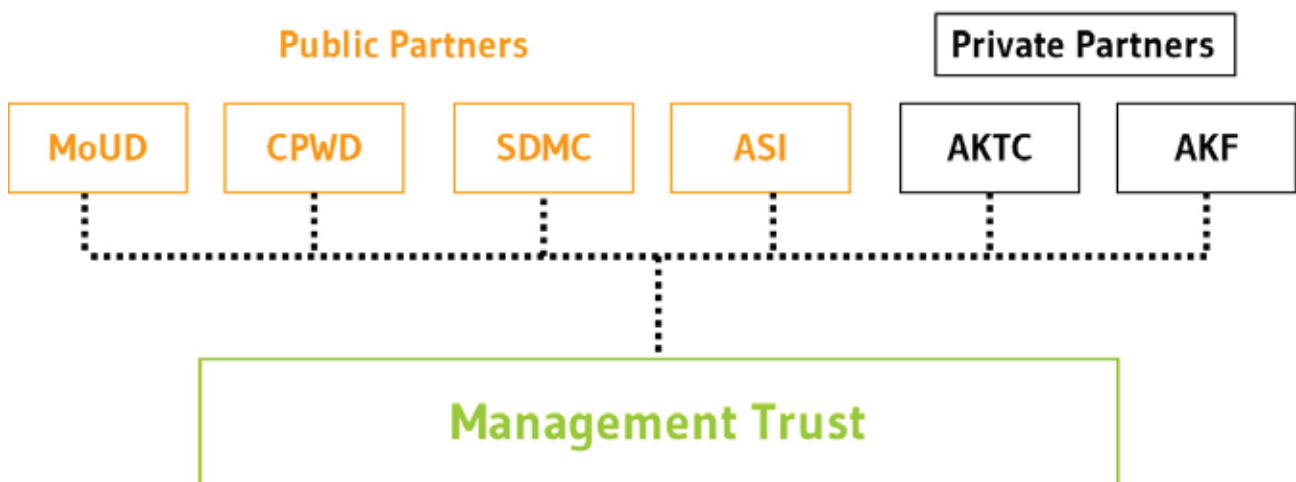 Public Partners
Private Partners
MoUD
CPWD
SDMC
ASI
AKTC
AKF
Management Trust